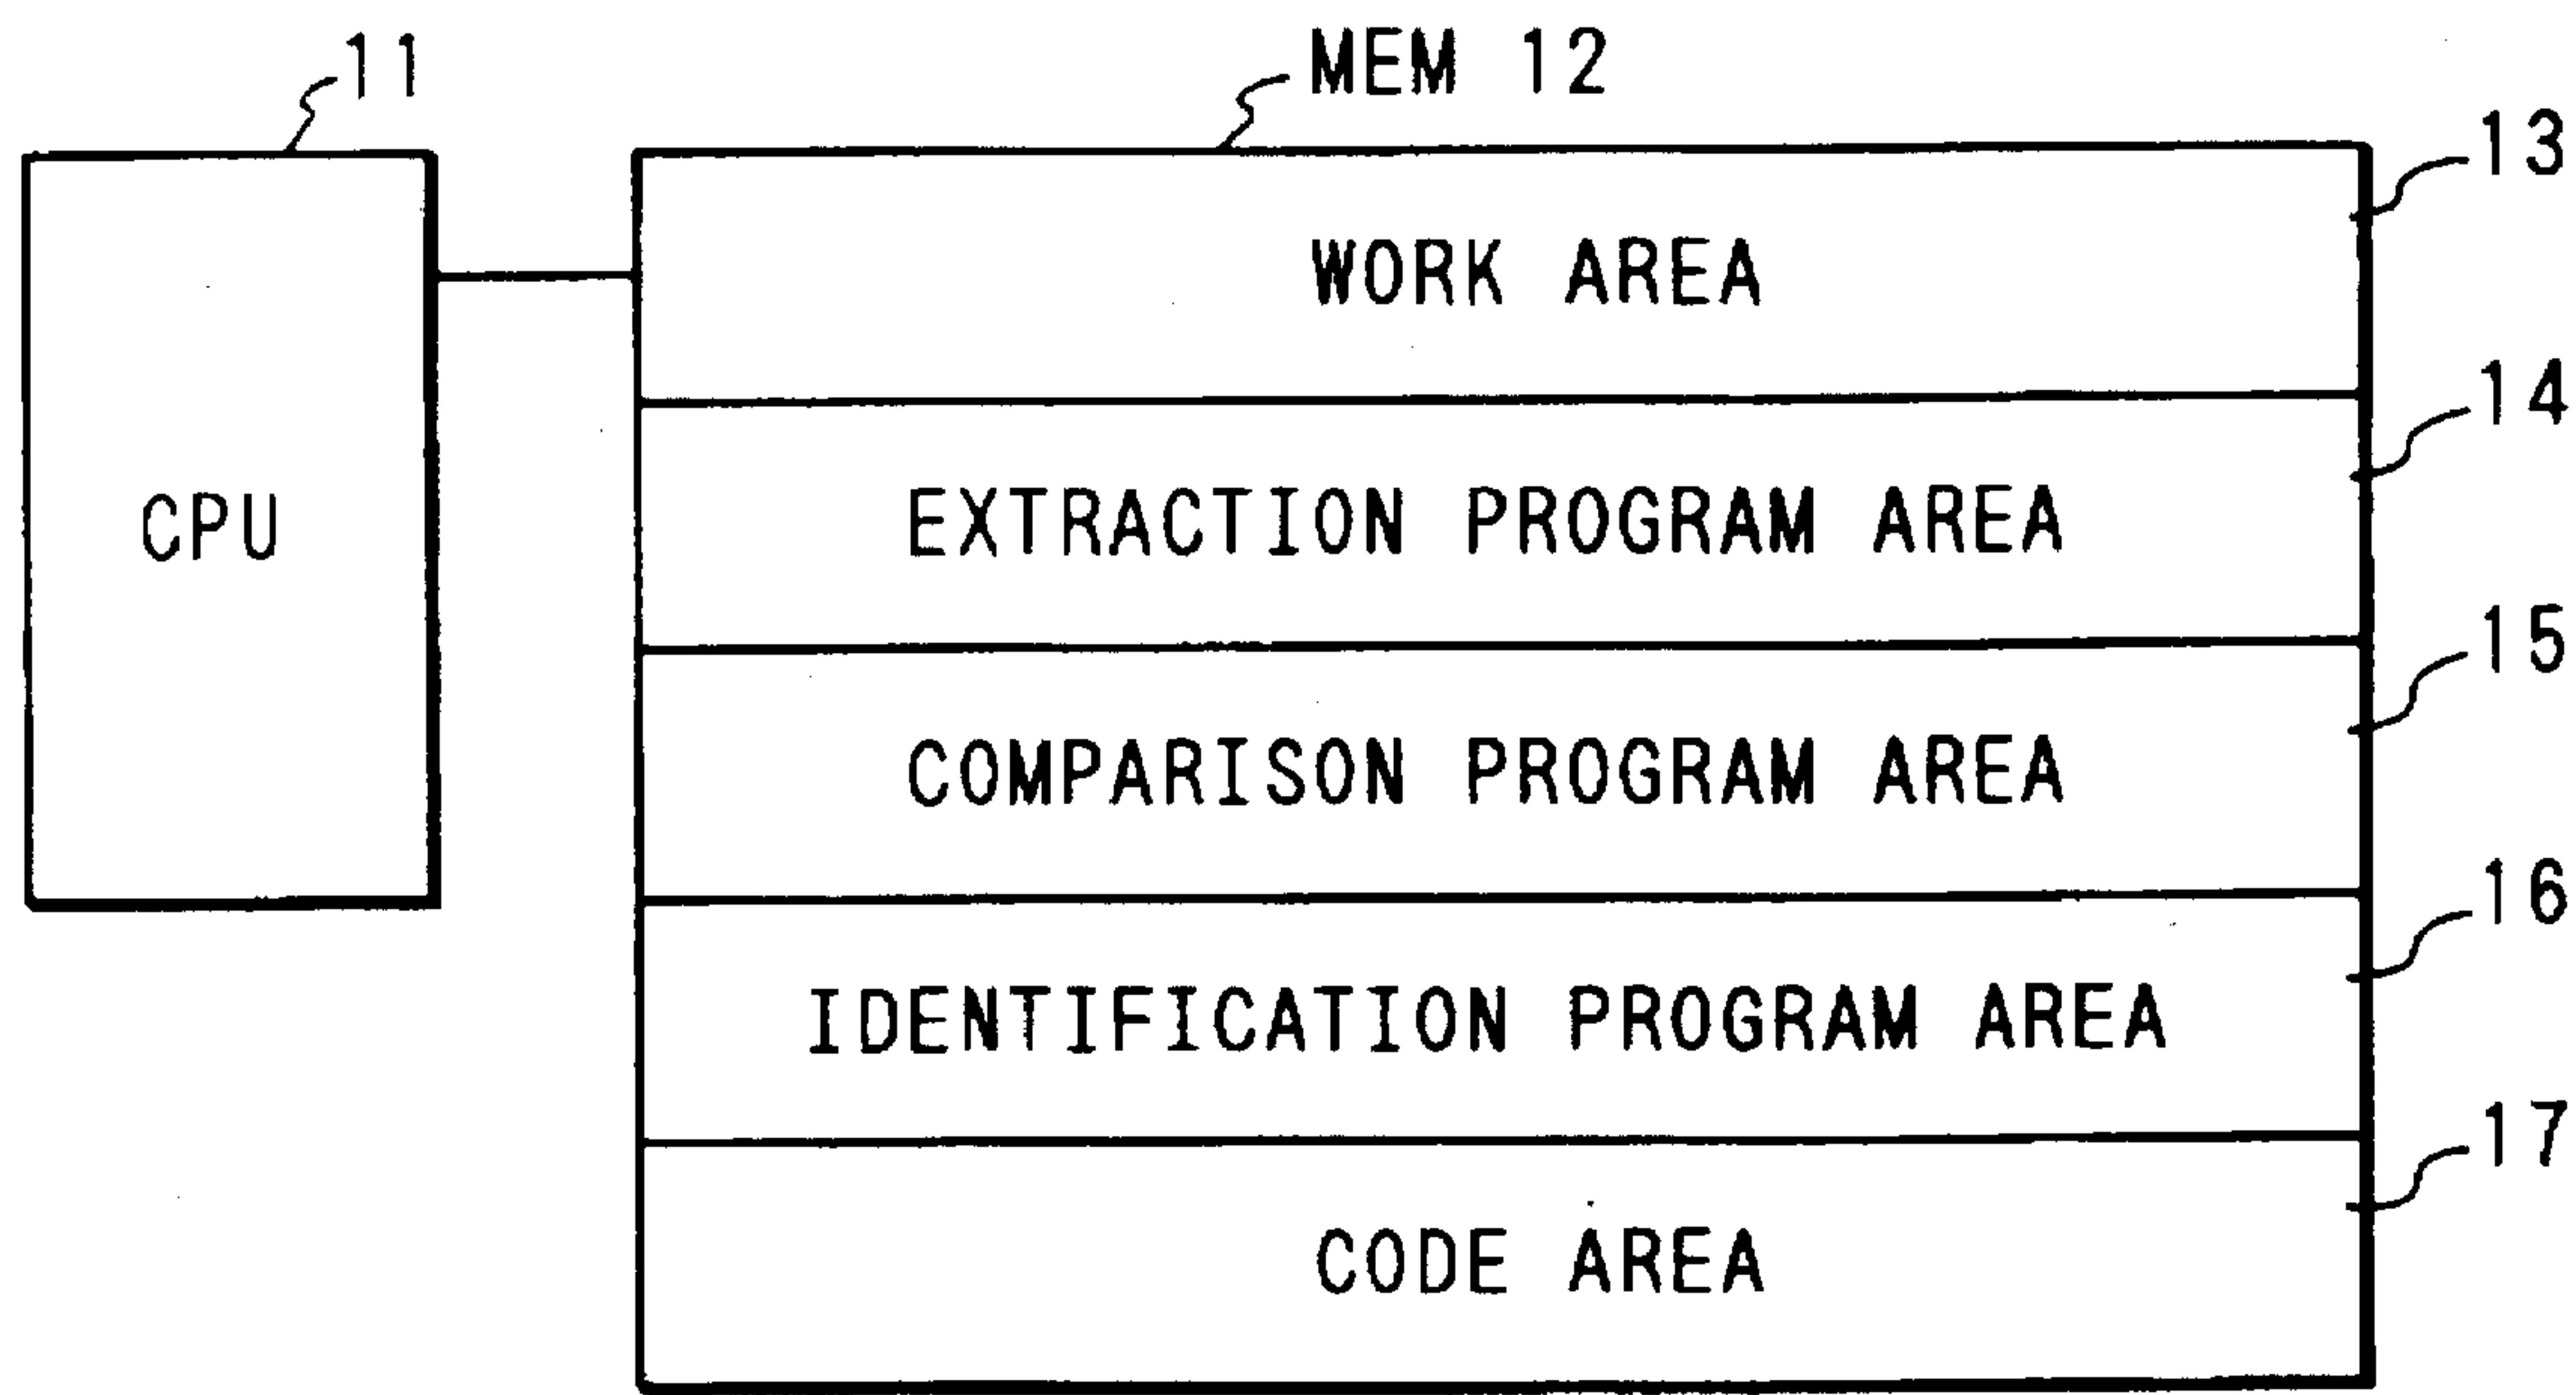 11
MEM 12
13
WORK AREA
14
CPU
EXTRACTION PROGRAM AREA
15
COMPARISON PROGRAM AREA
16
IDENTIFICATION PROGRAM AREA
17
CODE AREA